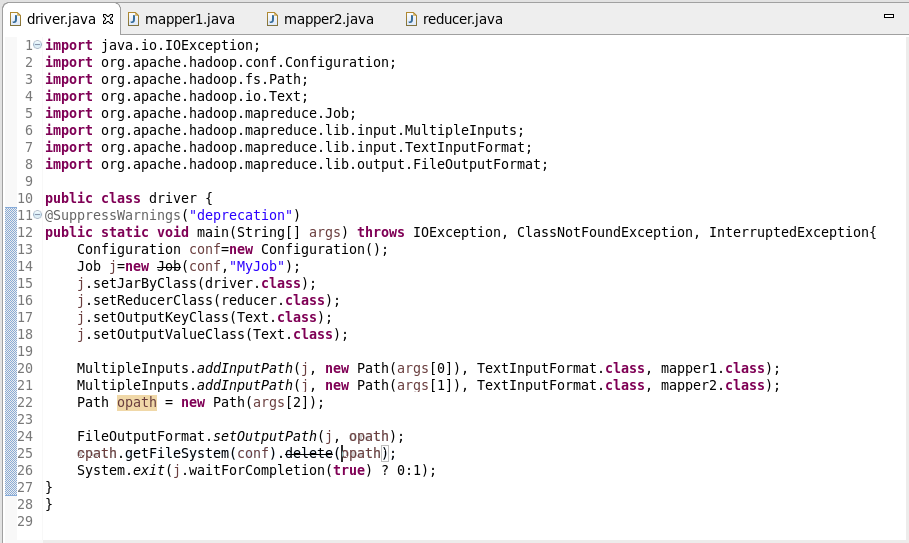 driver.java mapper1.java mapper2.java reducer.java
1 import java.io.IOException;
2 import org.apache.hadoop.conf.Configuration;
3 import org.apache.hadoop.fs.Path;
4 import org.apache.hadoop.io.Text;
5 import org.apache.hadoop.mapreduce.Job;
6 import org.apache.hadoop.mapreduce.lib.input.MultipleInputs;
7 import org.apache.hadoop.mapreduce.lib.input.TextInputFormat;
8 import org.apache.hadoop.mapreduce.lib.output.FileOutputFormat;
9
10 public class driver {
11 @SuppressWarnings("deprecation")
12 public static void main(String[] args) throws IOException, ClassNotFoundException, InterruptedException{
13     Configuration conf=new Configuration();
14     Job j=new Job(conf,"MyJob");
15     j.setJarByClass(driver.class);
16     j.setReducerClass(reducer.class);
17     j.setOutputKeyClass(Text.class);
18     j.setOutputValueClass(Text.class);
19
20     MultipleInputs.addInputPath(j, new Path(args[0]), TextInputFormat.class, mapper1.class);
21     MultipleInputs.addInputPath(j, new Path(args[1]), TextInputFormat.class, mapper2.class);
22     Path opath = new Path(args[2]);
23
24     FileOutputFormat.setOutputPath(j, opath);
25     opath.getFileSystem(conf).delete(opath);
26     System.exit(j.waitForCompletion(true) ? 0:1);
27 }
28 }
29